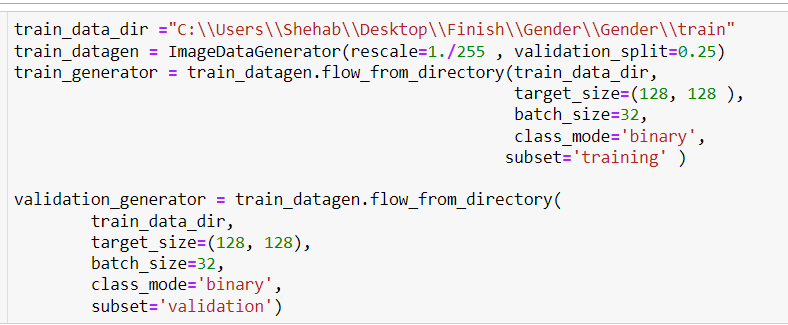 train_data_dir ="C:\\Users\\Shehab\\Desktop\\Finish\\Gender\\Gender\\train"
train_datagen = ImageDataGenerator(rescale=1./255 , validation_split=0.25)
train_generator = train_datagen.flow_from_directory(train_data_dir,
                                                    target_size=(128, 128 ),
                                                    batch_size=32,
                                                    class_mode='binary',
                                                   subset='training' )

validation_generator = train_datagen.flow_from_directory(
        train_data_dir,
        target_size=(128, 128),
        batch_size=32,
        class_mode='binary',
        subset='validation')